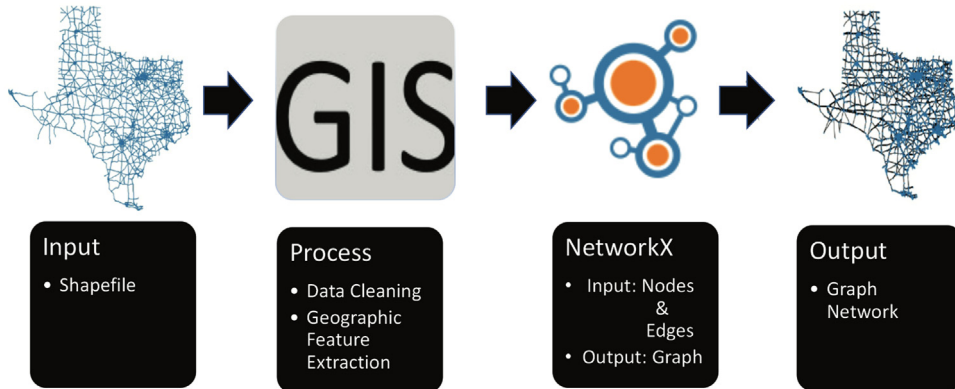 GIS
Input
• Shapefile
Process
• Data Cleaning
• Geographic
Feature
Extraction
NetworkX
• Input: Nodes
&
Edges
• Output: Graph
Output
• Graph
Network